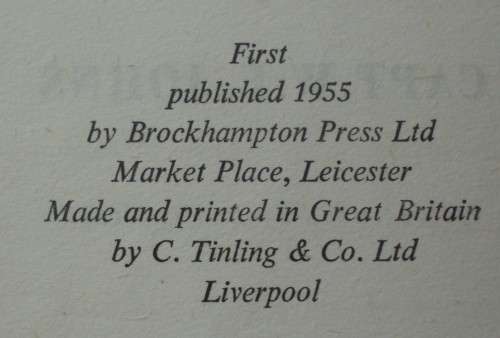 First
published 1955
by Brockhampton Press Ltd
Market Place, Leicester
Made and printed in Great Britain
by C. Tinling & Co. Ltd
Liverpool